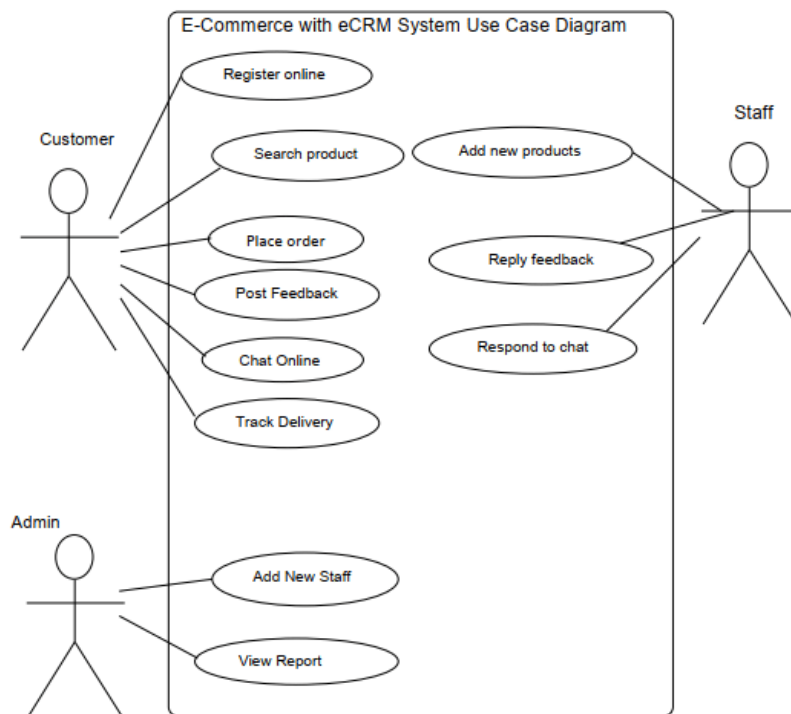 E-Commerce with eCRM System Use Case Diagram
Register online
Customer
Staff
Search product
Add new products
Place order
Reply feedback
Post Feedback
Respond to chat
Chat Online
Track Delivery
Admin
Add New Staff
View Report